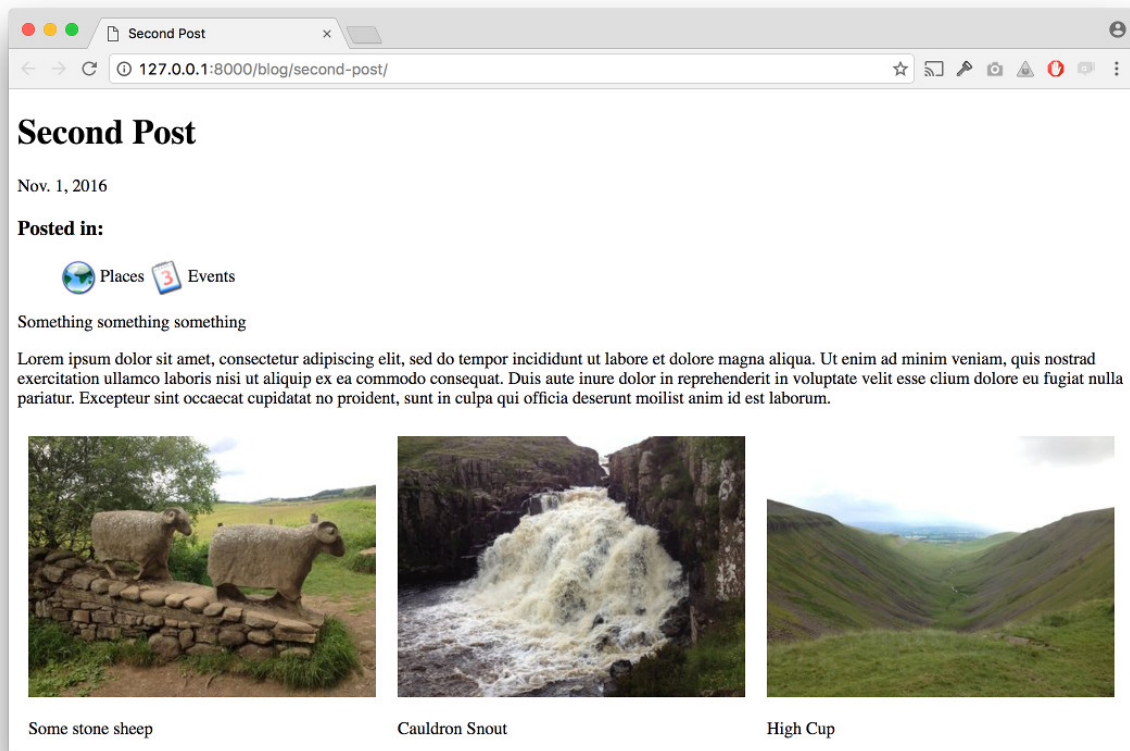 Second Post
127.0.0.1:8000/blog/second-post/
Second Post
Nov. 1, 2016
Posted in:
Places 3 Events
Something something something
Lorem ipsum dolor sit amet, consectetur adipiscing elit, sed do tempor incididunt ut labore et dolore magna aliqua. Ut enim ad minim veniam, quis nostrad
exercitation ullamco laboris nisi ut aliquip ex ea commodo consequat. Duis aute inure dolor in reprehenderit in voluptate velit esse clium dolore eu fugiat nulla
pariatur. Excepteur sint occaecat cupidatat no proident, sunt in culpa qui officia deserunt moilist anim id est laborum.
Some stone sheep Cauldron Snout High Cup